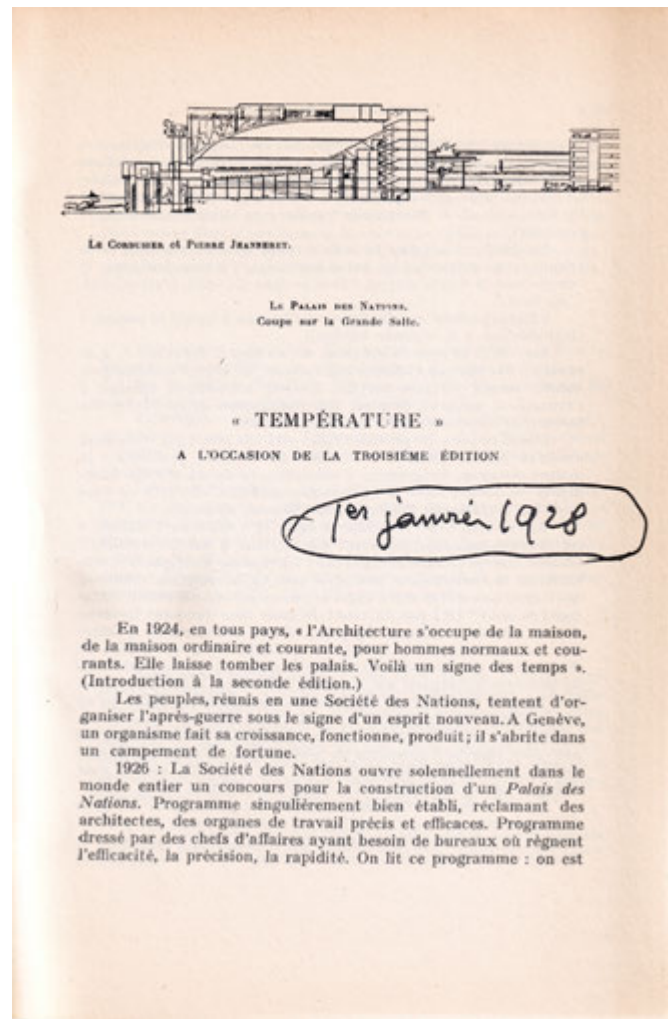 LE CORBUSIER et PIERRE JEANNERET.
LE PALAIS DES NATIONS.
Coupe sur la Grande Salle.
« TEMPÉRATURE »
A L'OCCASION DE LA TROISIÈME ÉDITION
1er janvier 1928
En 1924, en tous pays, « l'Architecture s'occupe de la maison,
de la maison ordinaire et courante, pour hommes normaux et cou-
rants. Elle laisse tomber les palais. Voilà un signe des temps ».
(Introduction à la seconde édition.)
Les peuples, réunis en une Société des Nations, tentent d'or-
ganiser l'après-guerre sous le signe d'un esprit nouveau. A Genève,
un organisme fait sa croissance, fonctionne, produit ; il s'abrite dans
un campement de fortune.
1926 : La Société des Nations ouvre solennellement dans le
monde entier un concours pour la construction d'un Palais des
Nations. Programme singulièrement bien établi, réclamant des
architectes, des organes de travail précis et efficaces. Programme
dressé par des chefs d'affaires ayant besoin de bureaux où règnent
l'efficacité, la précision, la rapidité. On lit ce programme : on est